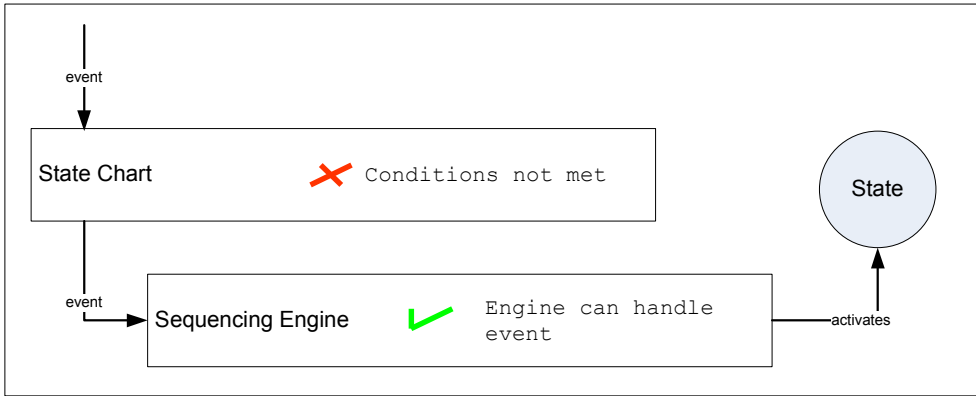 event
State Chart
Conditions not met
State
event
Sequencing Engine
Engine can handle
event
activates